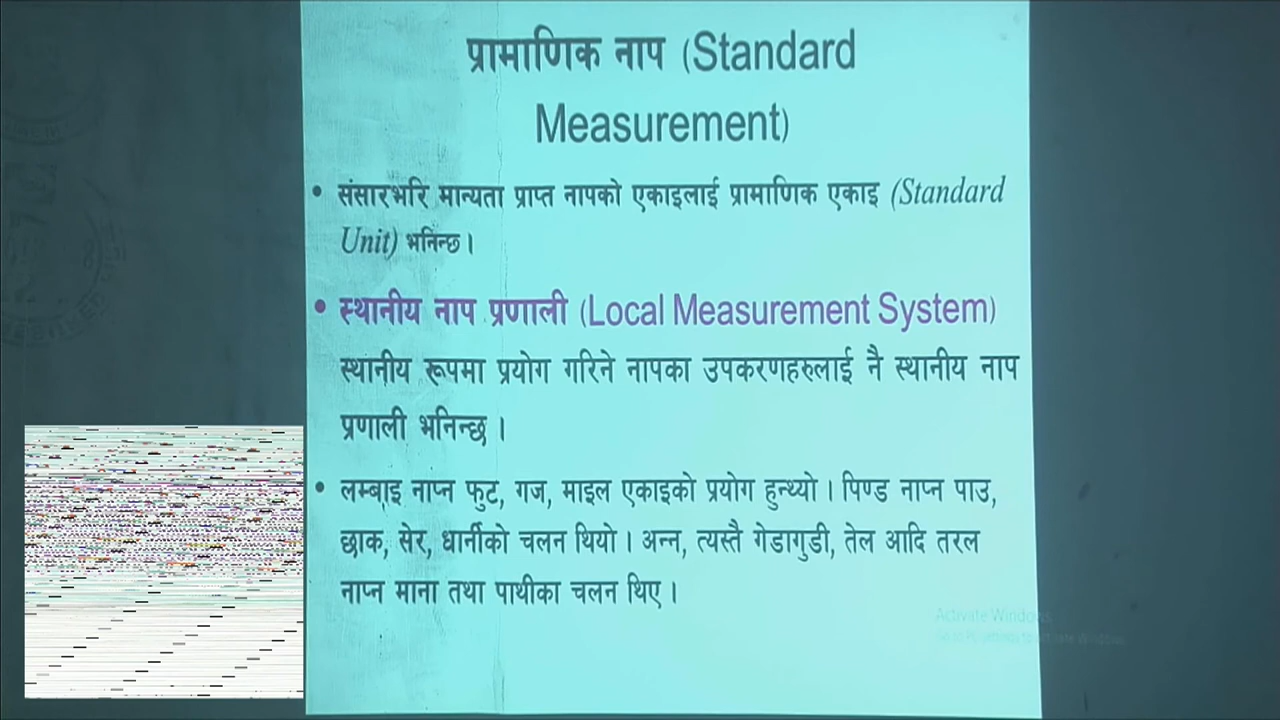 प्रामाणिक नाप (Standard
Measurement)
• संसारभरि मान्यता प्राप्त नापको एकाइलाई प्रामाणिक एकाइ (Standard
Unit) भनिन्छ।
• स्थानीय नाप प्रणाली (Local Measurement System)
स्थानीय रूपमा प्रयोग गरिने नापका उपकरणहरुलाई नै स्थानीय नाप
प्रणाली भनिन्छ ।
• लम्बाइ नाप्न फुट, गज, माइल एकाइको प्रयोग हुन्थ्यो । पिण्ड नाप्न पाउ,
छाक, सेर, धार्नीको चलन थियो । अन्न, त्यस्तै गेडागुडी, तेल आदि तरल
नाप्न माना तथा पाथीका चलन थिए ।
Activate Windows